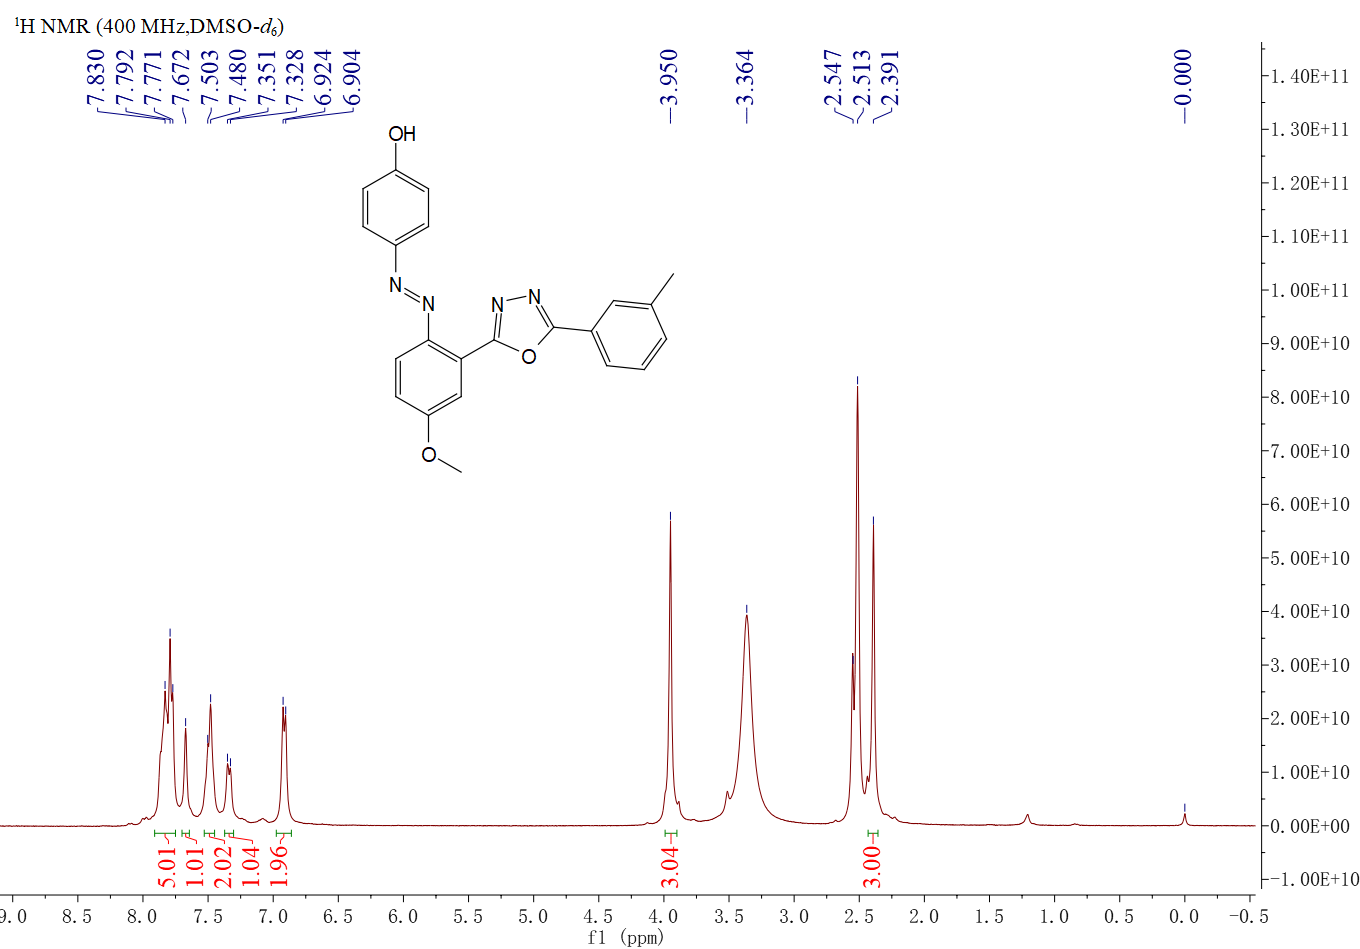 ¹H NMR (400 MHz,DMSO-d₆)
7.830
7.792
7.771
7.672
7.503
7.480
7.351
7.328
6.924
6.904
3.950
3.364
2.547
2.513
2.391
-0.000
OH
N
N
N
N
O
O
1.40E+11
1.30E+11
1.20E+11
1.10E+11
1.00E+11
9.00E+10
8.00E+10
7.00E+10
6.00E+10
5.00E+10
4.00E+10
3.00E+10
2.00E+10
1.00E+10
0.00E+00
-1.00E+10
5.01
1.01
2.02
1.04
1.96
3.04
3.00
9.0 8.5 8.0 7.5 7.0 6.5 6.0 5.5 5.0 4.5 4.0 3.5 3.0 2.5 2.0 1.5 1.0 0.5 0.0 -0.5
f1 (ppm)